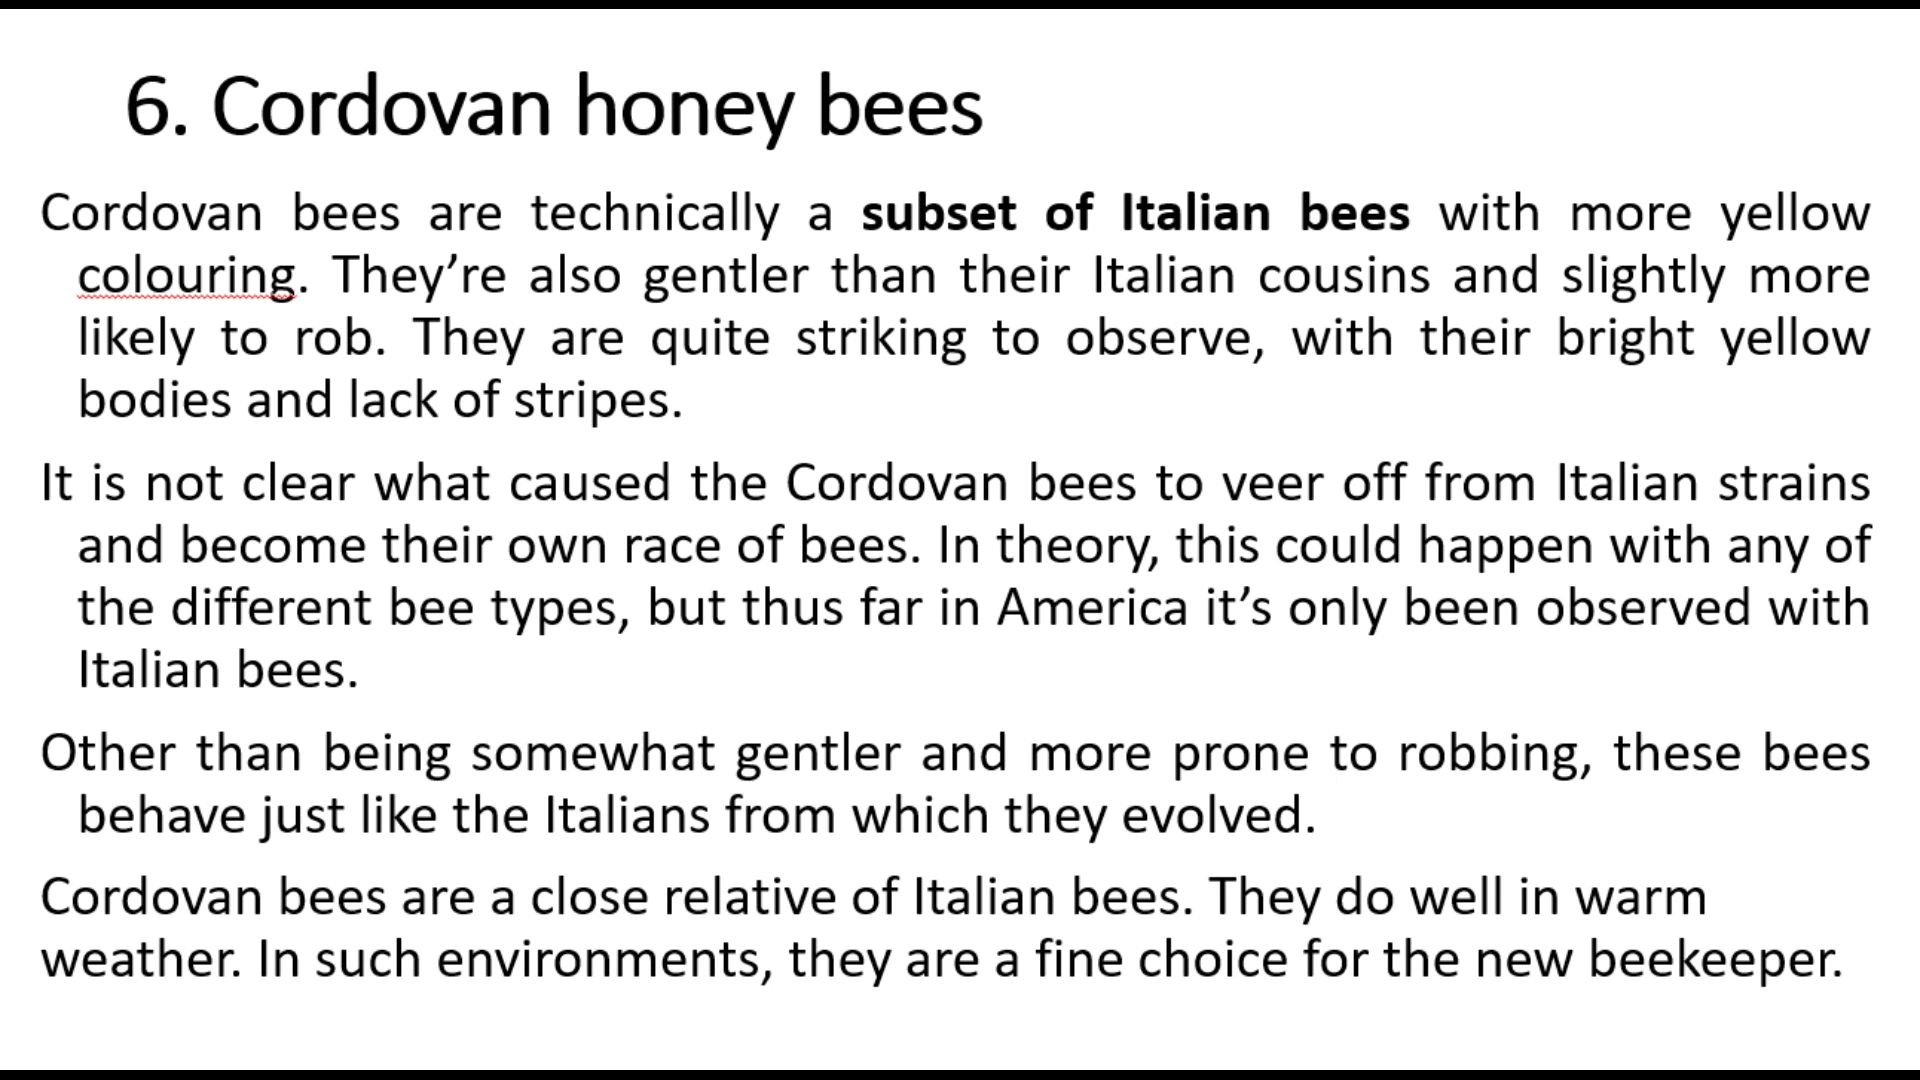 6. Cordovan honey bees
Cordovan bees are technically a subset of Italian bees with more yellow
colouring. They’re also gentler than their Italian cousins and slightly more
likely to rob. They are quite striking to observe, with their bright yellow
bodies and lack of stripes.
It is not clear what caused the Cordovan bees to veer off from Italian strains
and become their own race of bees. In theory, this could happen with any of
the different bee types, but thus far in America it’s only been observed with
Italian bees.
Other than being somewhat gentler and more prone to robbing, these bees
behave just like the Italians from which they evolved.
Cordovan bees are a close relative of Italian bees. They do well in warm
weather. In such environments, they are a fine choice for the new beekeeper.